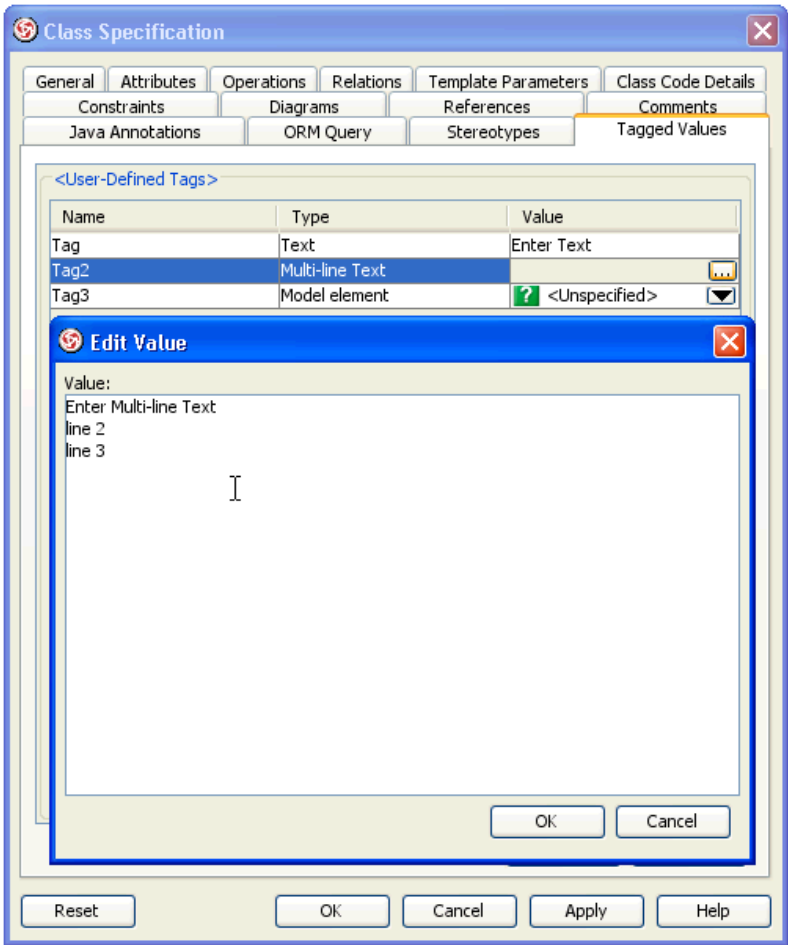 Class Specification
General Attributes Operations Relations Template Parameters Class Code Details
Constraints Diagrams References Comments
Java Annotations ORM Query Stereotypes Tagged Values
<User-Defined Tags>
Name Type Value
Tag Text Enter Text
Tag2 Multi-line Text ...
Tag3 Model element ? <Unspecified>
Edit Value
Value:
Enter Multi-line Text
line 2
line 3
OK Cancel
Reset OK Cancel Apply Help